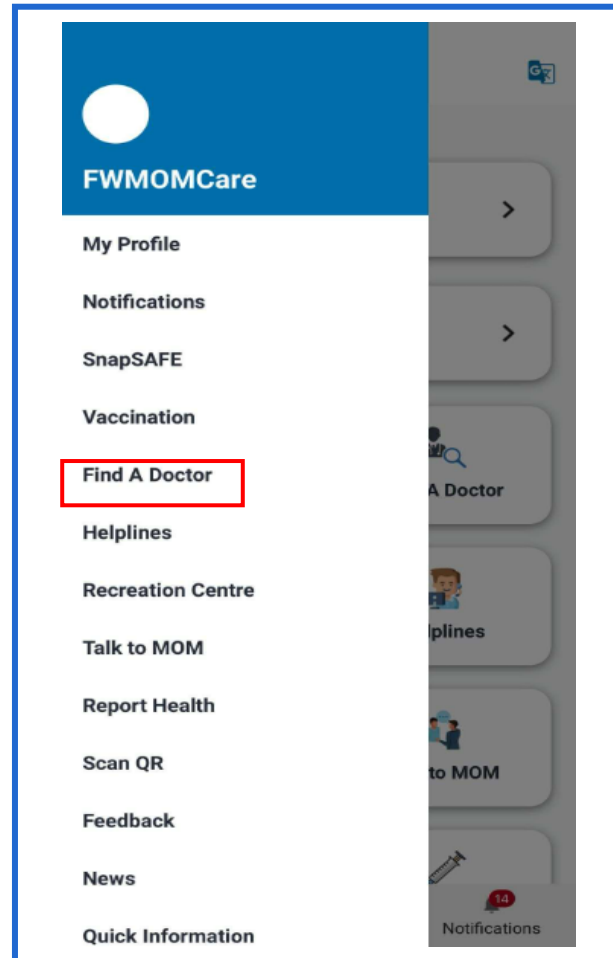 FWMOMCare
My Profile
Notifications
SnapSAFE
Vaccination
Find A Doctor
A Doctor
Helplines
Recreation Centre
lplines
Talk to MOM
Report Health
Scan QR
to MOM
Feedback
News
14
Quick Information
Notifications